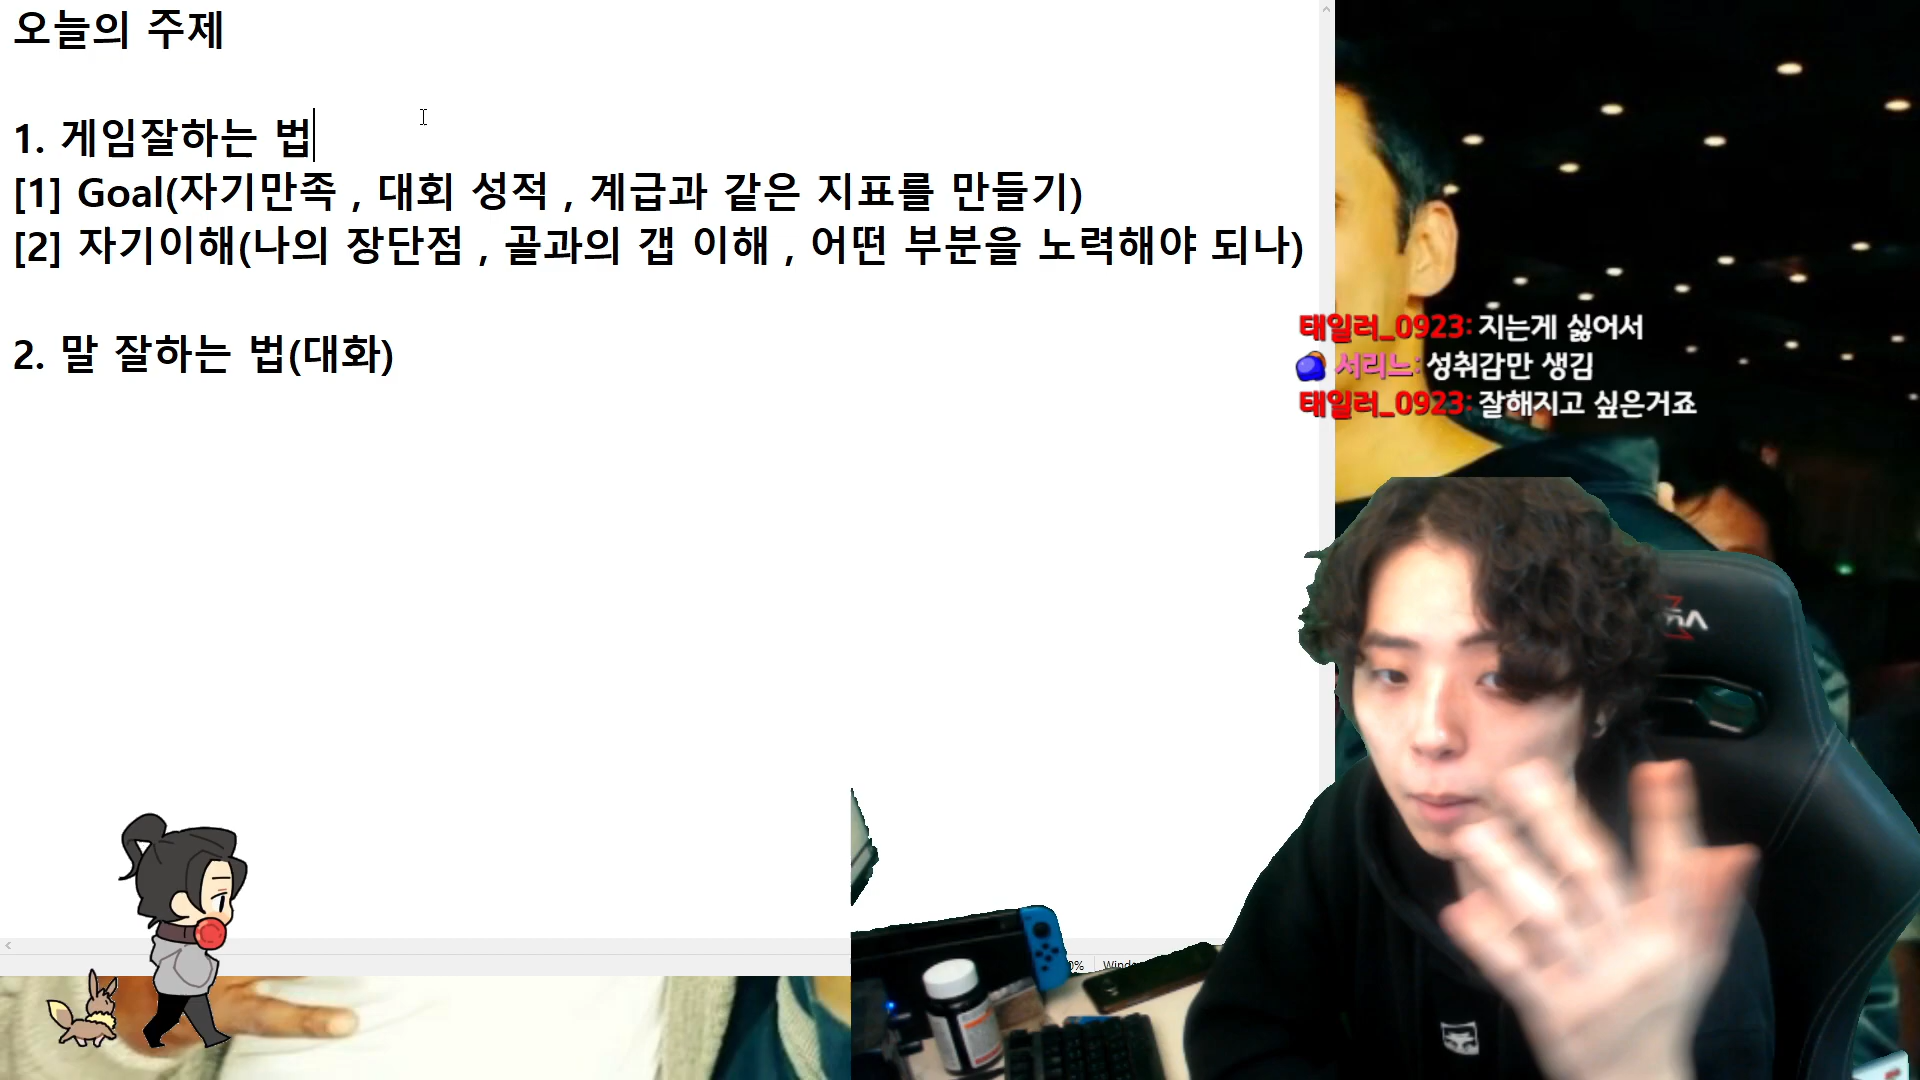 오늘의 주제
1. 게임잘하는 법
[1] Goal(자기만족 , 대회 성적 , 계급과 같은 지표를 만들기)
[2] 자기이해(나의 장단점 , 골과의 갭 이해 , 어떤 부분을 노력해야 되나)
2. 말 잘하는 법(대화)
태일러_0923: 지는게 싫어서
서리느: 성취감만 생김
태일러_0923: 잘해지고 싶은거죠